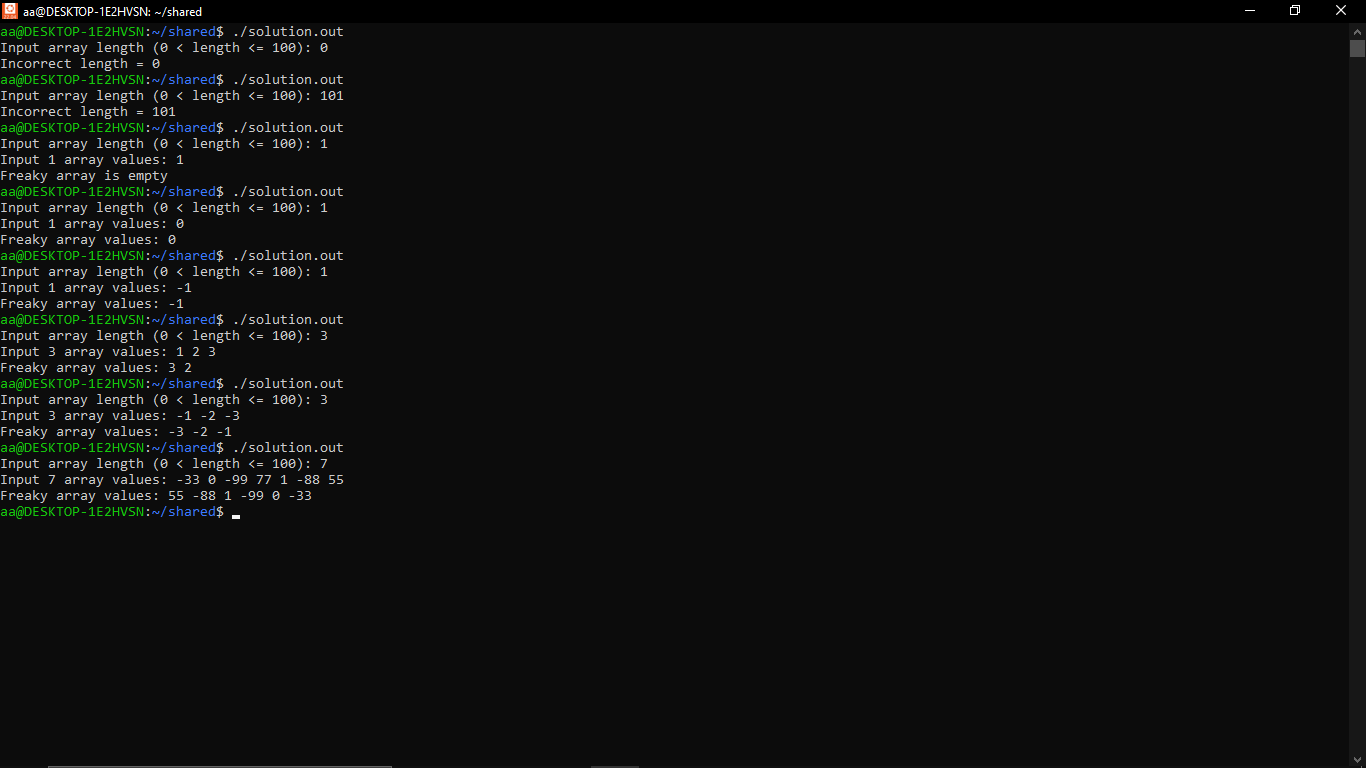 aa@DESKTOP-1E2HVSN: ~/shared
aa@DESKTOP-1E2HVSN:~/shared$ ./solution.out
Input array length (0 < length <= 100): 0
Incorrect length = 0
aa@DESKTOP-1E2HVSN:~/shared$ ./solution.out
Input array length (0 < length <= 100): 101
Incorrect length = 101
aa@DESKTOP-1E2HVSN:~/shared$ ./solution.out
Input array length (0 < length <= 100): 1
Input 1 array values: 1
Freaky array is empty
aa@DESKTOP-1E2HVSN:~/shared$ ./solution.out
Input array length (0 < length <= 100): 1
Input 1 array values: 0
Freaky array values: 0
aa@DESKTOP-1E2HVSN:~/shared$ ./solution.out
Input array length (0 < length <= 100): 1
Input 1 array values: -1
Freaky array values: -1
aa@DESKTOP-1E2HVSN:~/shared$ ./solution.out
Input array length (0 < length <= 100): 3
Input 3 array values: 1 2 3
Freaky array values: 3 2
aa@DESKTOP-1E2HVSN:~/shared$ ./solution.out
Input array length (0 < length <= 100): 3
Input 3 array values: -1 -2 -3
Freaky array values: -3 -2 -1
aa@DESKTOP-1E2HVSN:~/shared$ ./solution.out
Input array length (0 < length <= 100): 7
Input 7 array values: -33 0 -99 77 1 -88 55
Freaky array values: 55 -88 1 -99 0 -33
aa@DESKTOP-1E2HVSN:~/shared$